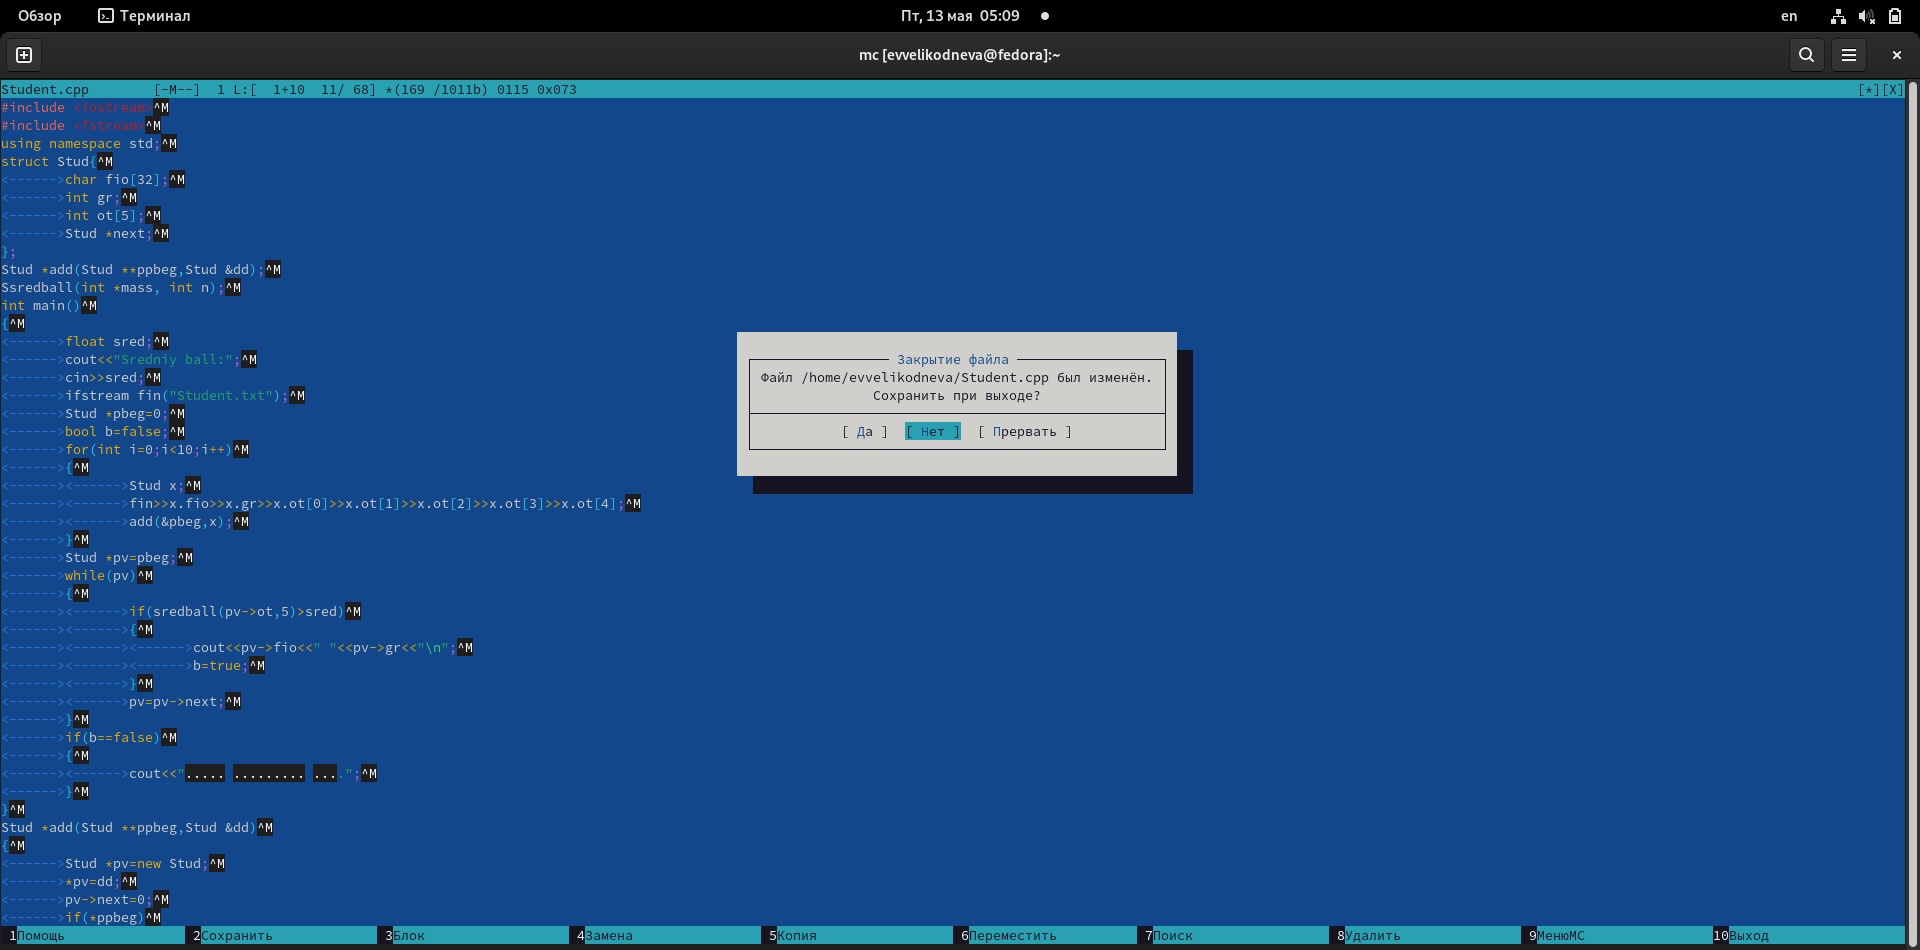 Обзор Терминал Пт, 13 мая 05:09 en
mc [evvelikodneva@fedora]:~
Student.cpp [-M--] 1 L:[ 1+10 11/ 68] *(169 /1011b) 0115 0x073 [*][X]
#include <iostream>^M
#include <fstream>^M
using namespace std;^M
struct Stud{^M
<------>char fio[32];^M
<------>int gr;^M
<------>int ot[5];^M
<------>Stud *next;^M
};
Stud *add(Stud **ppbeg,Stud &dd);^M
Ssredball(int *mass, int n);^M
int main()^M
{^M
<------>float sred;^M
<------>cout<<"Sredniy ball:";^M
<------>cin>>sred;^M
<------>ifstream fin("Student.txt");^M
<------>Stud *pbeg=0;^M
<------>bool b=false;^M
<------>for(int i=0;i<10;i++)^M
<------>{^M
<------><------>Stud x;^M
<------><------>fin>>x.fio>>x.gr>>x.ot[0]>>x.ot[1]>>x.ot[2]>>x.ot[3]>>x.ot[4];^M
<------><------>add(&pbeg,x);^M
<------>}^M
<------>Stud *pv=pbeg;^M
<------>while(pv)^M
<------>{^M
<------><------>if(sredball(pv->ot,5)>sred)^M
<------><------>{^M
<------><------><------>cout<<pv->fio<<" "<<pv->gr<<"\n";^M
<------><------><------>b=true;^M
<------><------>}^M
<------><------>pv=pv->next;^M
<------>}^M
<------>if(b==false)^M
<------>{^M
<------><------>cout<<"..... ......... ....";^M
<------>}^M
}^M
Stud *add(Stud **ppbeg,Stud &dd)^M
{^M
<------>Stud *pv=new Stud;^M
<------>*pv=dd;^M
<------>pv->next=0;^M
<------>if(*ppbeg)^M
Закрытие файла
Файл /home/evvelikodneva/Student.cpp был изменён.
Сохранить при выходе?
[ Да ] [ Нет ] [ Прервать ]
1Помощь 2Сохранить 3Блок 4Замена 5Копия 6Переместить 7Поиск 8Удалить 9МенюMC 10Выход